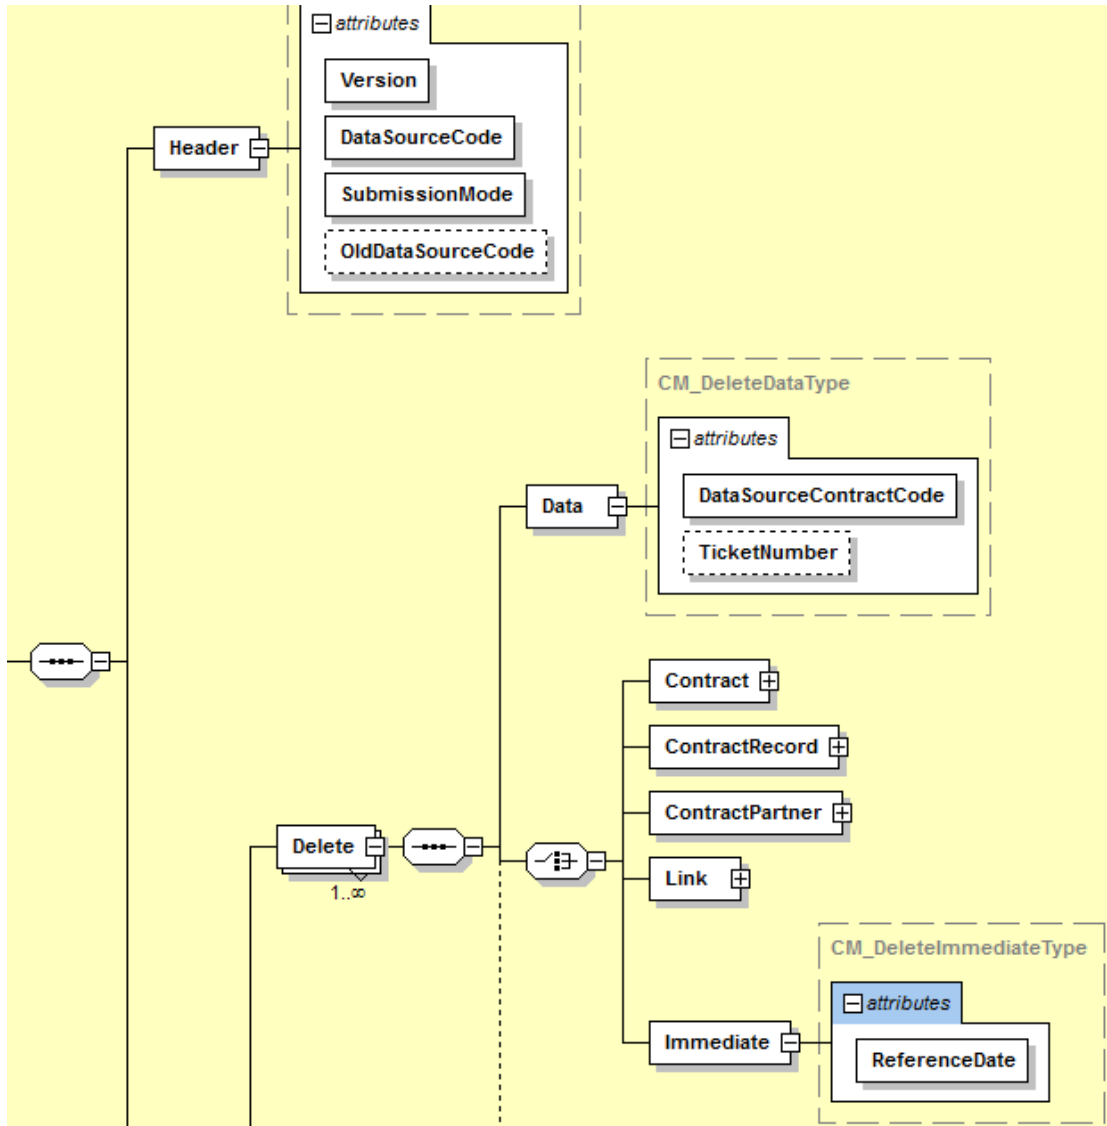 attributes
Version
DataSourceCode
Header
SubmissionMode
OldDataSourceCode
CM_DeleteDataType
attributes
DataSourceContractCode
Data
TicketNumber
Contract
ContractRecord
ContractPartner
Delete
1..∞
Link
CM_DeleteImmediateType
attributes
Immediate
ReferenceDate